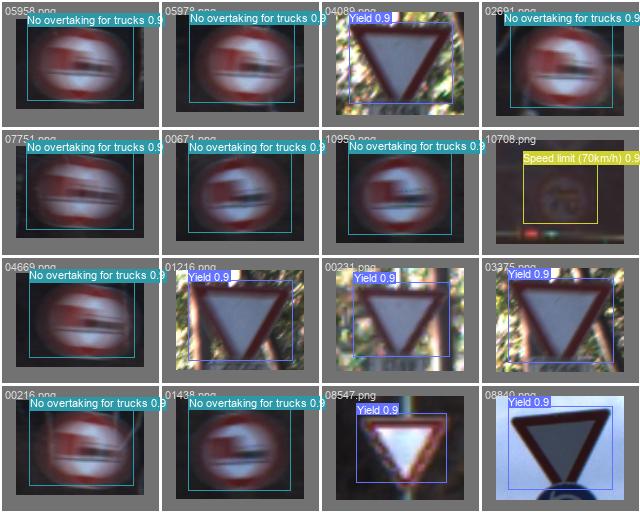 05958.png
No overtaking for trucks 0.9
05978.png
No overtaking for trucks 0.9
04089.png
Yield 0.9
02691.png
No overtaking for trucks 0.9
07751.png
No overtaking for trucks 0.9
00671.png
No overtaking for trucks 0.9
10959.png
No overtaking for trucks 0.9
10708.png
Speed limit (70km/h) 0.9
04669.png
No overtaking for trucks 0.9
01216.png
Yield 0.9
00231.png
Yield 0.9
03375.png
Yield 0.9
00216.png
No overtaking for trucks 0.9
01438.png
No overtaking for trucks 0.9
08547.png
Yield 0.9
08840.png
Yield 0.9